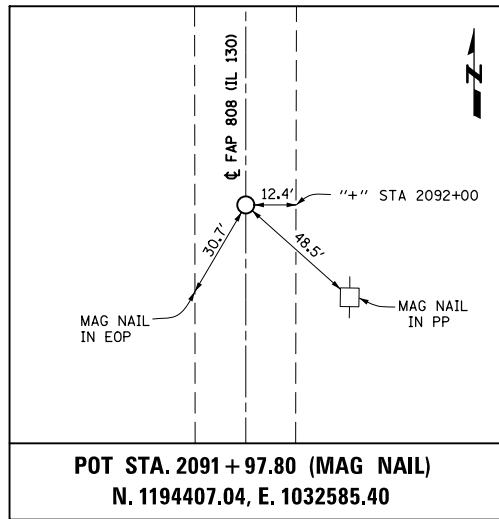 ℄ FAP 808 (IL 130)
N
12.4'
"+" STA 2092+00
30.7'
48.5'
MAG NAIL
IN EOP
MAG NAIL
IN PP
POT STA. 2091+97.80 (MAG NAIL)
N. 1194407.04, E. 1032585.40